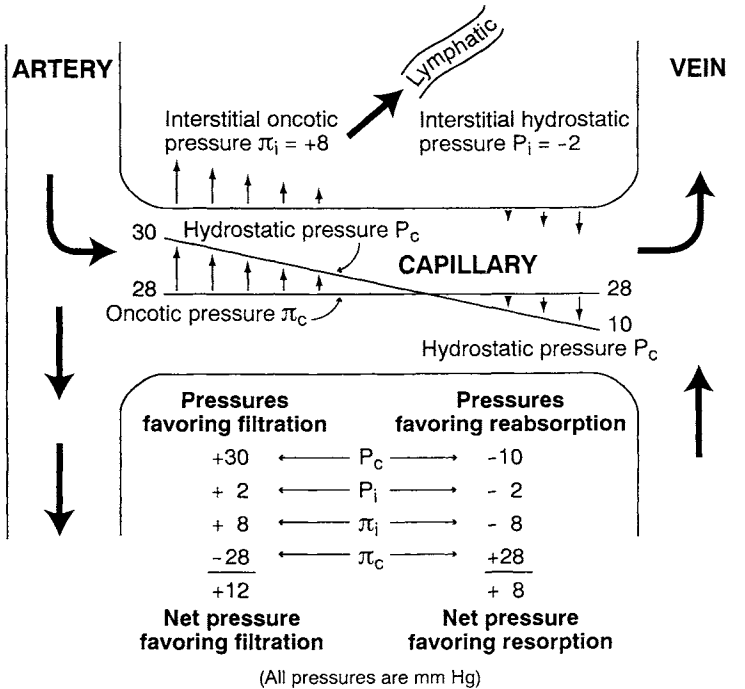 Lymphatic
ARTERY
VEIN
Interstitial oncotic
pressure πi = +8
Interstitial hydrostatic
pressure Pi = -2
30
Hydrostatic pressure Pc
CAPILLARY
28
28
Oncotic pressure πc
10
Hydrostatic pressure Pc
Pressures
favoring filtration
Pressures
favoring reabsorption
+30 Pc -10
+ 2 Pi - 2
+ 8 πi - 8
-28 πc +28
+12 + 8
Net pressure
favoring filtration
Net pressure
favoring resorption
(All pressures are mm Hg)